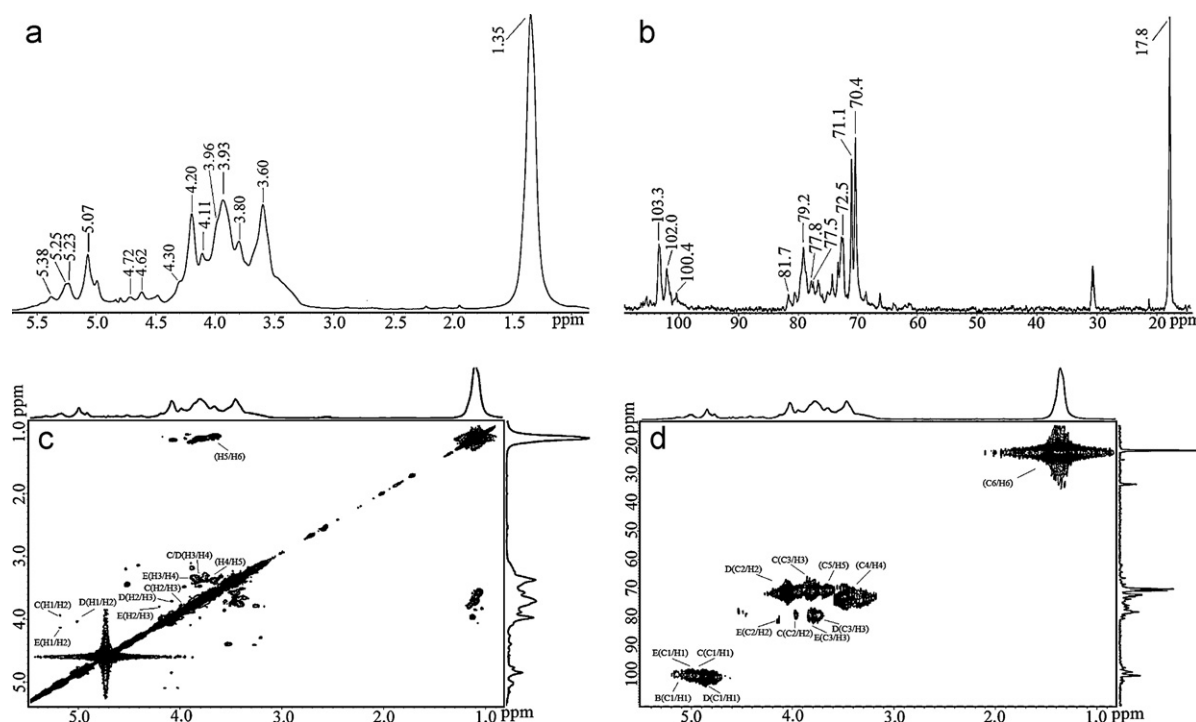 a
5.38
5.25
5.23
5.07
4.72
4.62
4.30
4.20
4.11
3.96
3.93
3.80
3.60
1.35
5.5 5.0 4.5 4.0 3.5 3.0 2.5 2.0 1.5 ppm
b
103.3
102.0
100.4
81.7
79.2
77.8
77.5
72.5
71.1
70.4
17.8
100 90 80 70 60 50 40 30 20 ppm
c
1.0 ppm
2.0
3.0
4.0
5.0
(H5/H6)
C/D(H3/H4)
E(H3/H4)
(H4/H5)
C(H2/H3)
D(H2/H3)
E(H2/H3)
C(H1/H2)
D(H1/H2)
E(H1/H2)
5.0 4.0 3.0 2.0 1.0 ppm
d
20 ppm
30
40
50
60
70
80
90
100
(C6/H6)
C(C3/H3)
D(C2/H2)
(C5/H5)
(C4/H4)
E(C2/H2)
C(C2/H2)
E(C3/H3)
D(C3/H3)
E(C1/H1)
C(C1/H1)
B(C1/H1)
D(C1/H1)
5.0 4.0 3.0 2.0 1.0 ppm